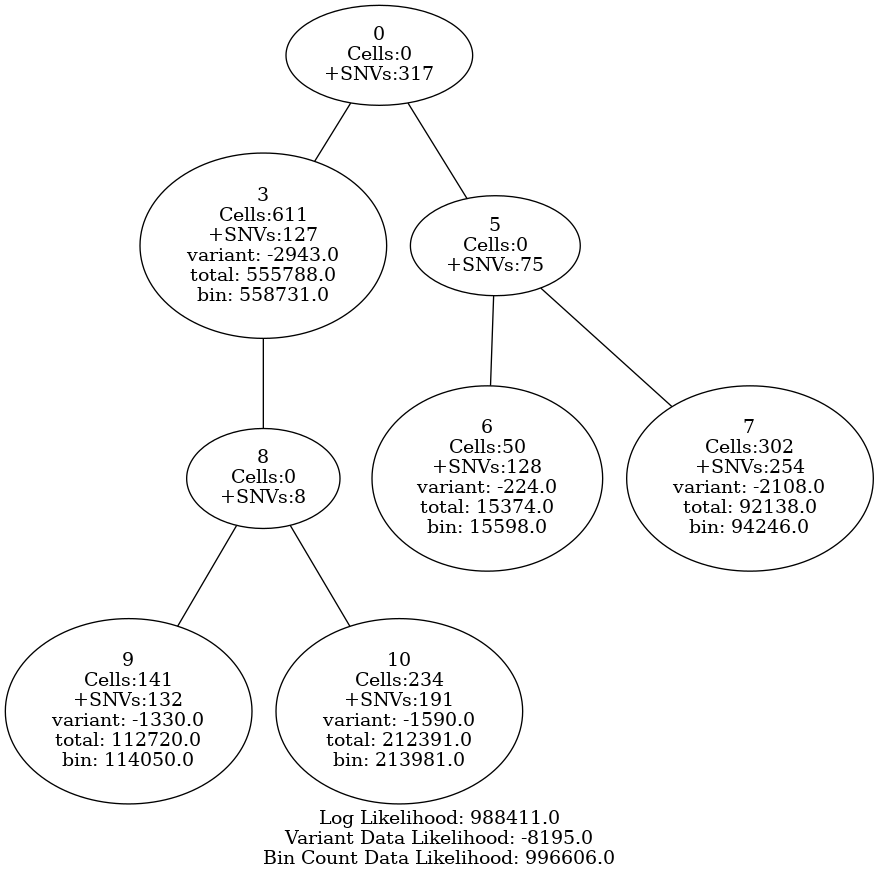 0
Cells:0
+SNVs:317
3
Cells:611
+SNVs:127
variant: -2943.0
total: 555788.0
bin: 558731.0
5
Cells:0
+SNVs:75
8
Cells:0
+SNVs:8
6
Cells:50
+SNVs:128
variant: -224.0
total: 15374.0
bin: 15598.0
7
Cells:302
+SNVs:254
variant: -2108.0
total: 92138.0
bin: 94246.0
9
Cells:141
+SNVs:132
variant: -1330.0
total: 112720.0
bin: 114050.0
10
Cells:234
+SNVs:191
variant: -1590.0
total: 212391.0
bin: 213981.0
Log Likelihood: 988411.0
Variant Data Likelihood: -8195.0
Bin Count Data Likelihood: 996606.0